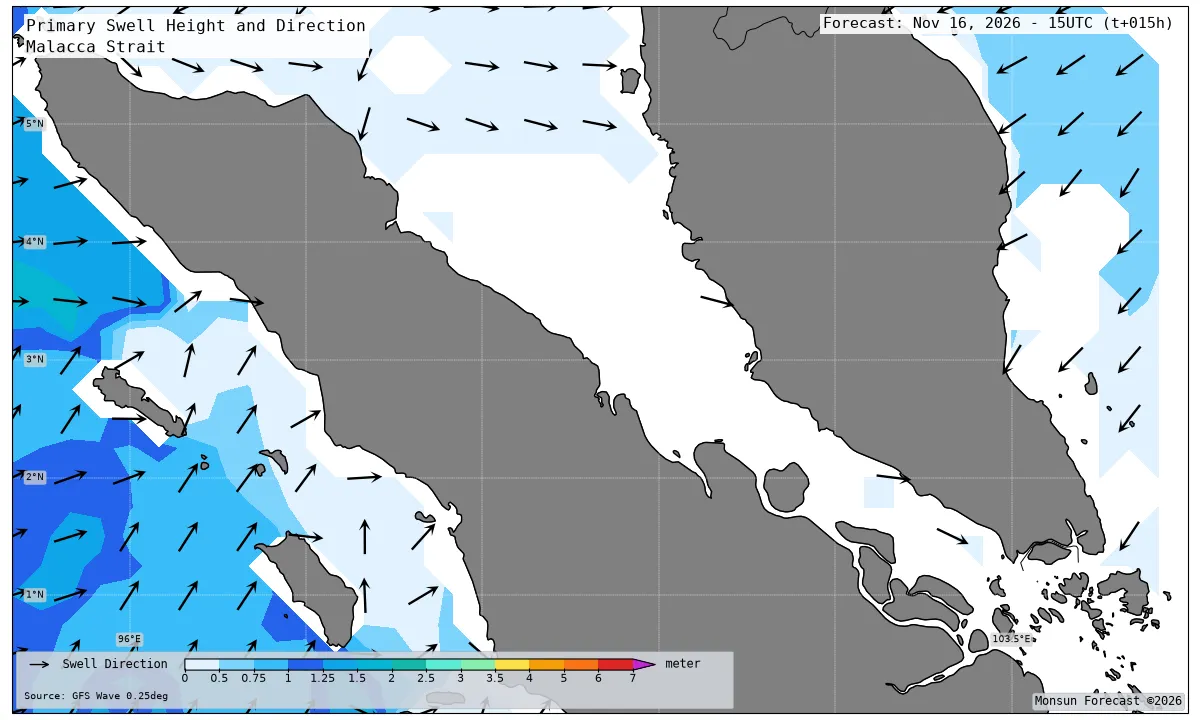 Primary Swell Height and Direction
Malacca Strait
Forecast: Nov 16, 2026 - 15UTC (t+015h)
5°N
4°N
3°N
2°N
1°N
96°E
103.5°E
Swell Direction
0 0.5 0.75 1 1.25 1.5 2 2.5 3 3.5 4 5 6 7
meter
Source: GFS Wave 0.25deg
Monsun Forecast ©2026